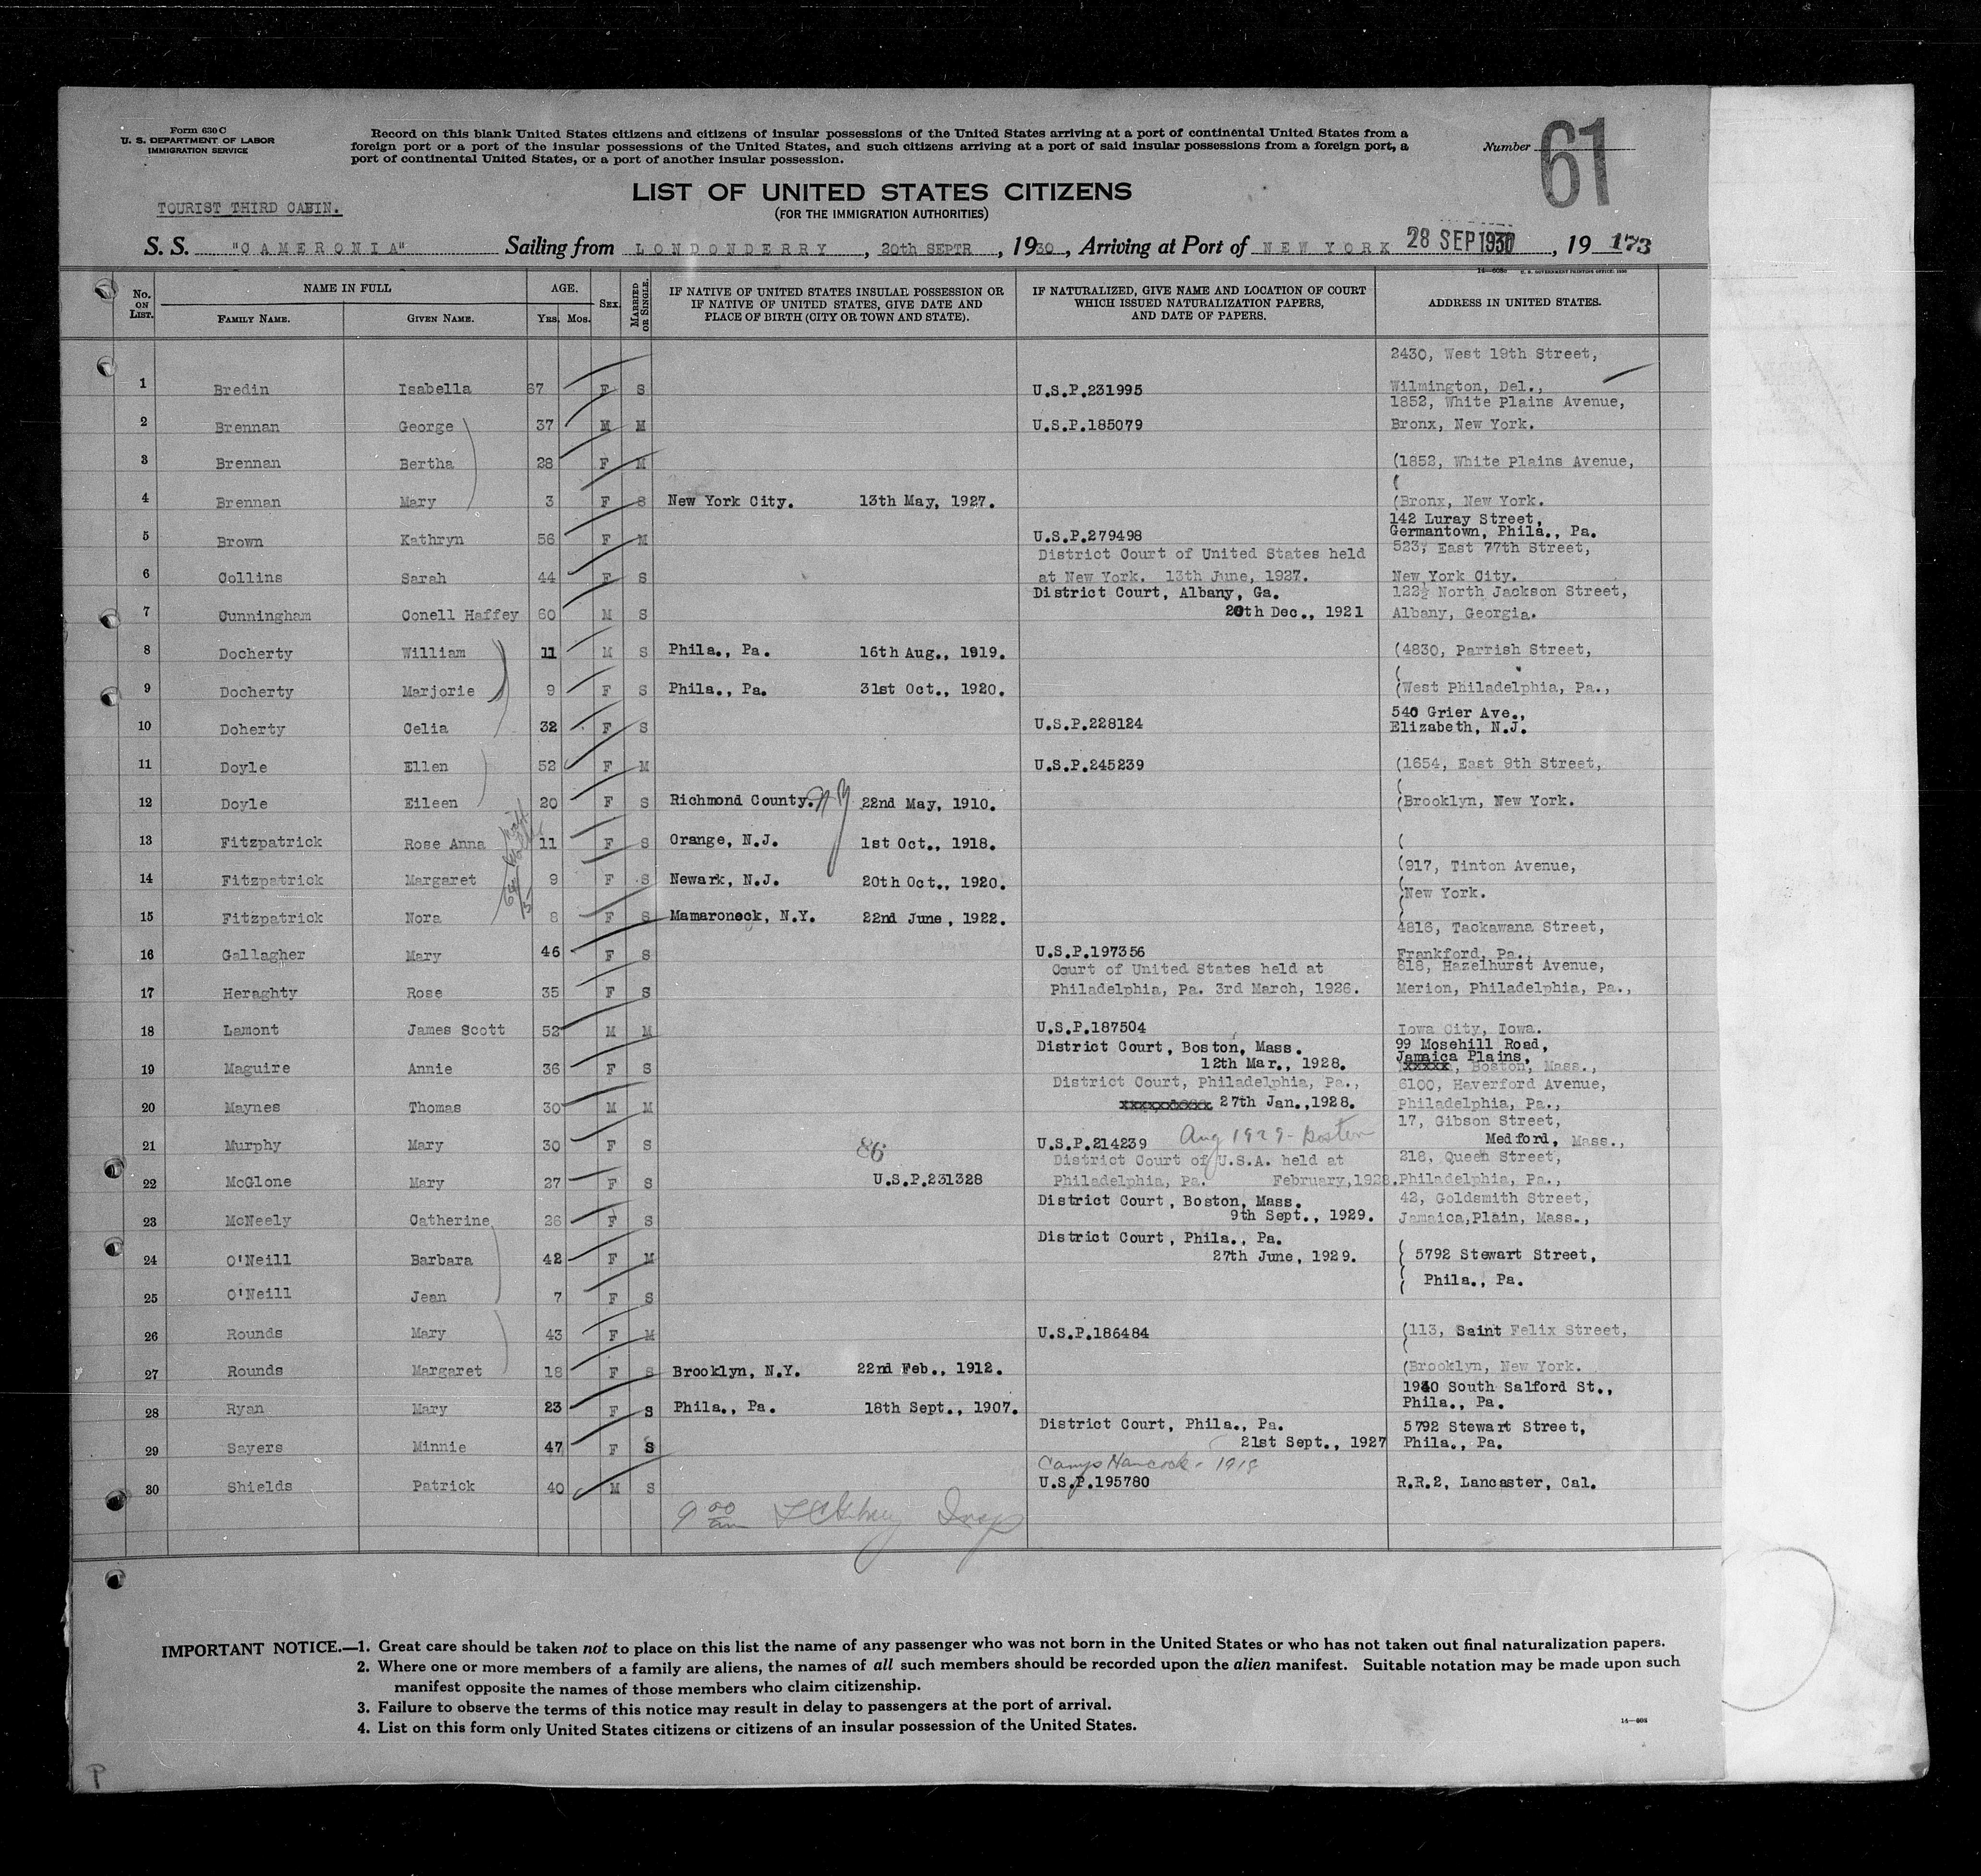 Form 630 C
U. S. DEPARTMENT OF LABOR
IMMIGRATION SERVICE
Record on this blank United States citizens and citizens of insular possessions of the United States arriving at a port of continental United States from a
foreign port or a port of the insular possessions of the United States, and such citizens arriving at a port of said insular possessions from a foreign port, a
port of continental United States, or a port of another insular possession.
Number 61
LIST OF UNITED STATES CITIZENS
(FOR THE IMMIGRATION AUTHORITIES)
TOURIST THIRD CABIN.
S. S. "CAMERONIA" Sailing from LONDONDERRY, 20th SEPTR, 1930, Arriving at Port of NEW YORK 28 SEP 1930, 19 173
No. ON LIST. NAME IN FULL AGE. SEX. MARRIED OR SINGLE. IF NATIVE OF UNITED STATES INSULAR POSSESSION OR IF NATIVE OF UNITED STATES, GIVE DATE AND PLACE OF BIRTH (CITY OR TOWN AND STATE). IF NATURALIZED, GIVE NAME AND LOCATION OF COURT WHICH ISSUED NATURALIZATION PAPERS, AND DATE OF PAPERS. ADDRESS IN UNITED STATES.
FAMILY NAME. GIVEN NAME. YRS. MOS.
2430, West 19th Street,
1 Bredin Isabella 67 F S U.S.P.231995 Wilmington, Del.,
1852, White Plains Avenue,
2 Brennan George 37 M M U.S.P.185079 Bronx, New York.
3 Brennan Bertha 28 F M (1852, White Plains Avenue,
(
4 Brennan Mary 3 F S New York City. 13th May, 1927. (Bronx, New York.
142 Luray Street,
5 Brown Kathryn 56 F M U.S.P.279498 Germantown, Phila., Pa.
District Court of United States held 523, East 77th Street,
6 Collins Sarah 44 F S at New York. 13th June, 1927. New York City.
District Court, Albany, Ga. 122½ North Jackson Street,
7 Cunningham Conell Haffey 60 M S 20th Dec., 1921 Albany, Georgia.
8 Docherty William 11 M S Phila., Pa. 16th Aug., 1919. (4830, Parrish Street,
(
9 Docherty Marjorie 9 F S Phila., Pa. 31st Oct., 1920. (West Philadelphia, Pa.,
540 Grier Ave.,
10 Doherty Celia 32 F S U.S.P.228124 Elizabeth, N.J.
11 Doyle Ellen 52 F M U.S.P.245239 (1654, East 9th Street,
(
12 Doyle Eileen 20 F S Richmond County. NY 22nd May, 1910. (Brooklyn, New York.
13 Fitzpatrick Rose Anna 11 F S Orange, N.J. 1st Oct., 1918. (
(917, Tinton Avenue,
14 Fitzpatrick Margaret 9 F S Newark, N.J. 20th Oct., 1920. (New York.
15 Fitzpatrick Nora 8 F S Mamaroneck, N.Y. 22nd June, 1922. (
4816, Tackawana Street,
16 Gallagher Mary 46 F S U.S.P.197356 Frankford, Pa.,
Court of United States held at 618, Hazelhurst Avenue,
17 Heraghty Rose 35 F S Philadelphia, Pa. 3rd March, 1926. Merion, Philadelphia, Pa.,
18 Lamont James Scott 52 M M U.S.P.187504 Iowa City, Iowa.
District Court, Boston, Mass. 99 Mosehill Road,
Jamaica Plains,
19 Maguire Annie 36 F S 12th Mar., 1928. xxxxx, Boston, Mass.,
District Court, Philadelphia, Pa., 6100, Haverford Avenue,
20 Maynes Thomas 30 M M xxxxxxxxxx 27th Jan.,1928. Philadelphia, Pa.,
17, Gibson Street,
21 Murphy Mary 30 F S 86 U.S.P.214239 Aug 1929 - Boston Medford, Mass.,
District Court of U.S.A. held at 218, Queen Street,
22 McGlone Mary 27 F S U.S.P.231328 Philadelphia, Pa. February,1928. Philadelphia, Pa.,
District Court, Boston, Mass. 42, Goldsmith Street,
23 McNeely Catherine 26 F S 9th Sept., 1929. Jamaica,Plain, Mass.,
District Court, Phila., Pa.
24 O'Neill Barbara 42 F M 27th June, 1929. ( 5792 Stewart Street,
( Phila., Pa.
25 O'Neill Jean 7 F S
26 Rounds Mary 43 F M U.S.P.186484 (113, Saint Felix Street,
27 Rounds Margaret 18 F S Brooklyn, N.Y. 22nd Feb., 1912. (Brooklyn, New York.
1940 South Salford St.,
28 Ryan Mary 23 F S Phila., Pa. 18th Sept., 1907. Phila., Pa.
District Court, Phila., Pa. 5792 Stewart Street,
29 Sayers Minnie 47 F S 21st Sept., 1927 Phila., Pa.
Camp Hancock - 1918
30 Shields Patrick 40 M S U.S.P.195780 R.R.2, Lancaster, Cal.
9 00 am Insp
IMPORTANT NOTICE.—1. Great care should be taken not to place on this list the name of any passenger who was not born in the United States or who has not taken out final naturalization papers.
2. Where one or more members of a family are aliens, the names of all such members should be recorded upon the alien manifest. Suitable notation may be made upon such
manifest opposite the names of those members who claim citizenship.
3. Failure to observe the terms of this notice may result in delay to passengers at the port of arrival.
4. List on this form only United States citizens or citizens of an insular possession of the United States.
P